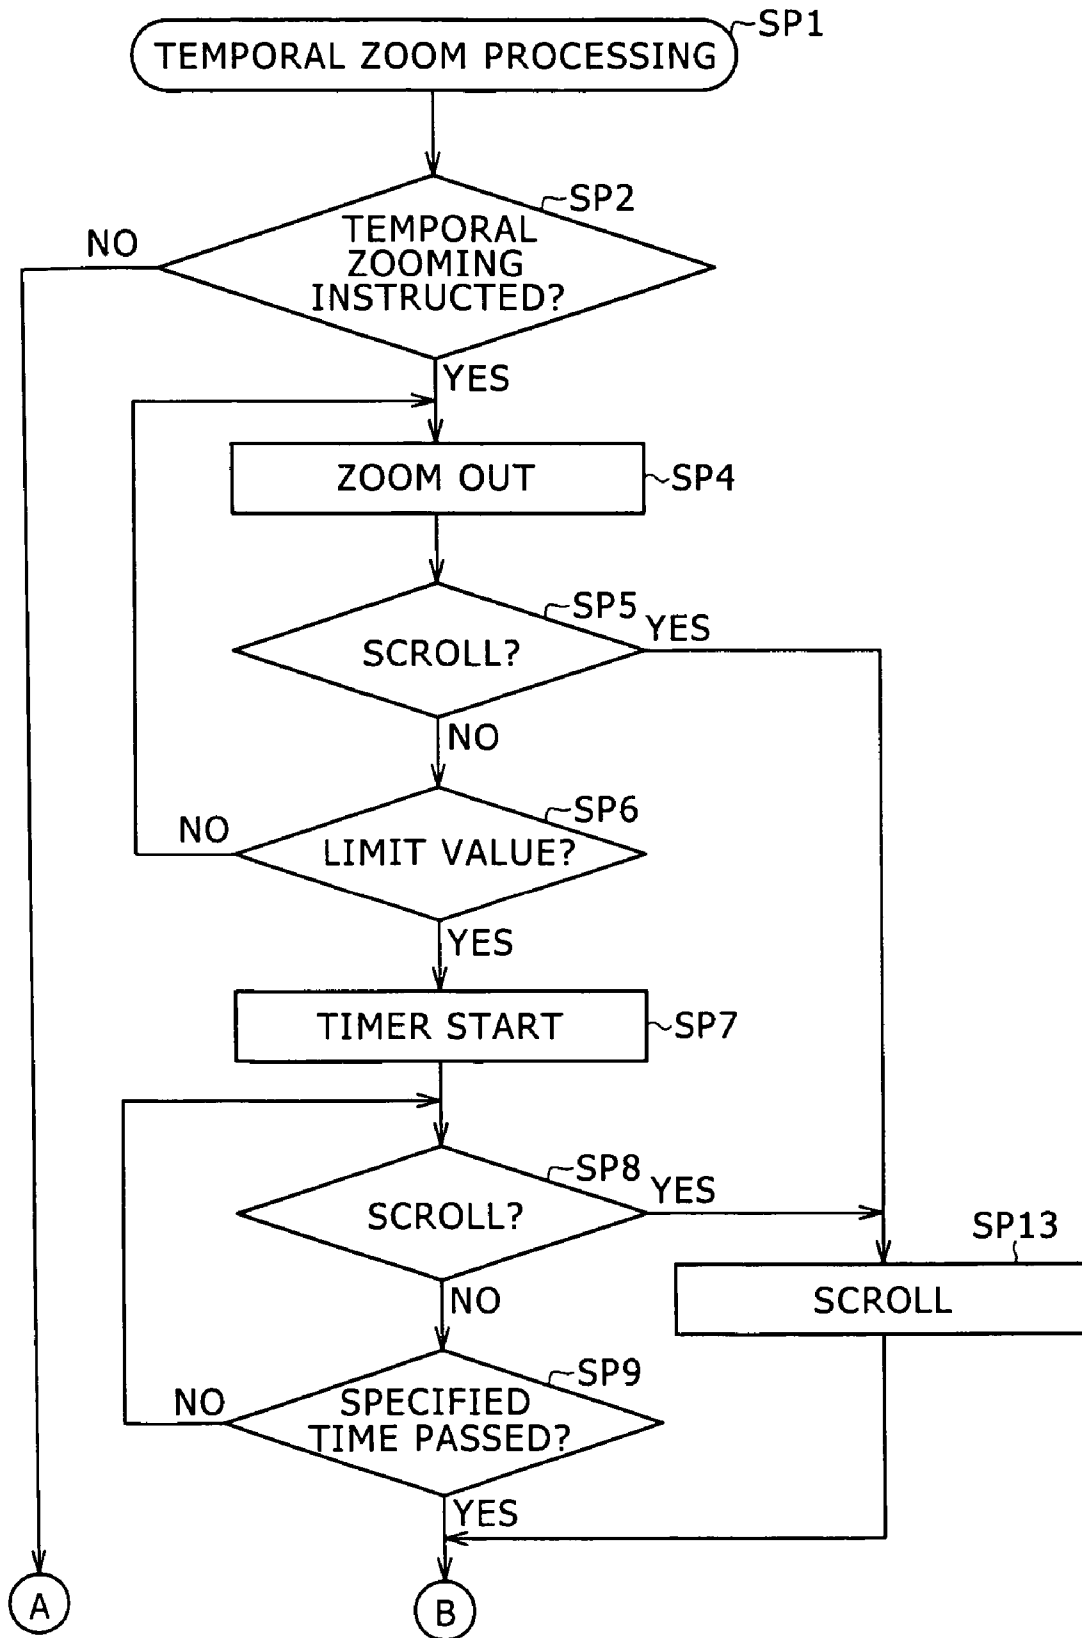 SP1
TEMPORAL ZOOM PROCESSING
SP2
TEMPORAL
ZOOMING
INSTRUCTED?
NO
YES
ZOOM OUT
SP4
SP5
SCROLL?
YES
NO
SP6
LIMIT VALUE?
NO
YES
TIMER START
SP7
SP8
SCROLL?
YES
NO
SP13
SCROLL
SP9
SPECIFIED
TIME PASSED?
NO
YES
A
B